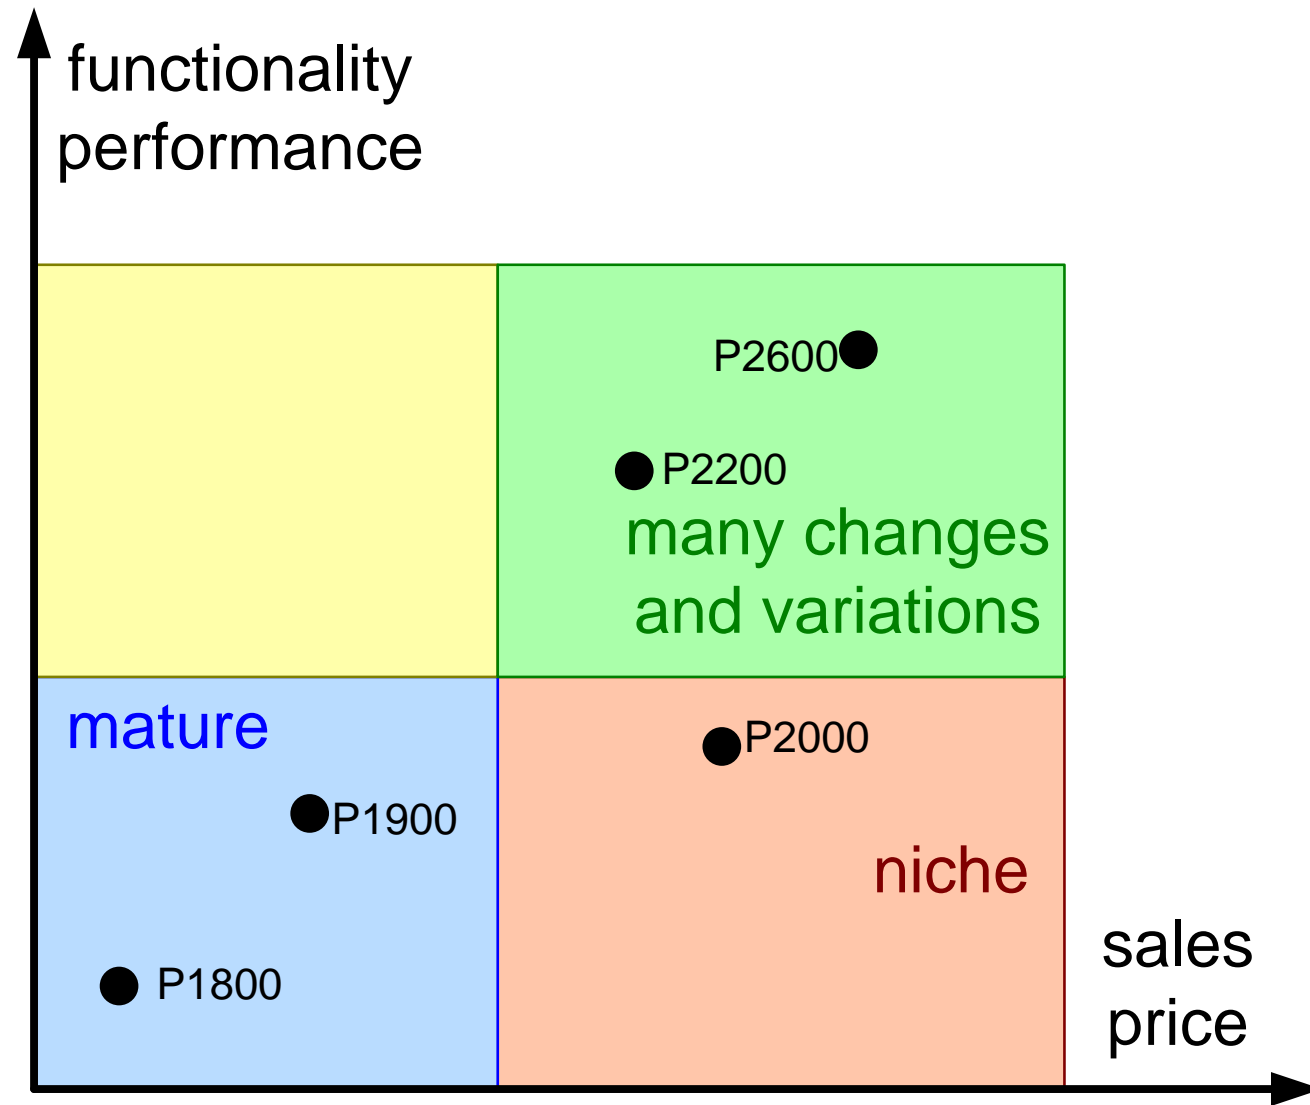 functionality
performance
P2600
P2200
many changes
and variations
mature
P2000
P1900
niche
sales
price
P1800